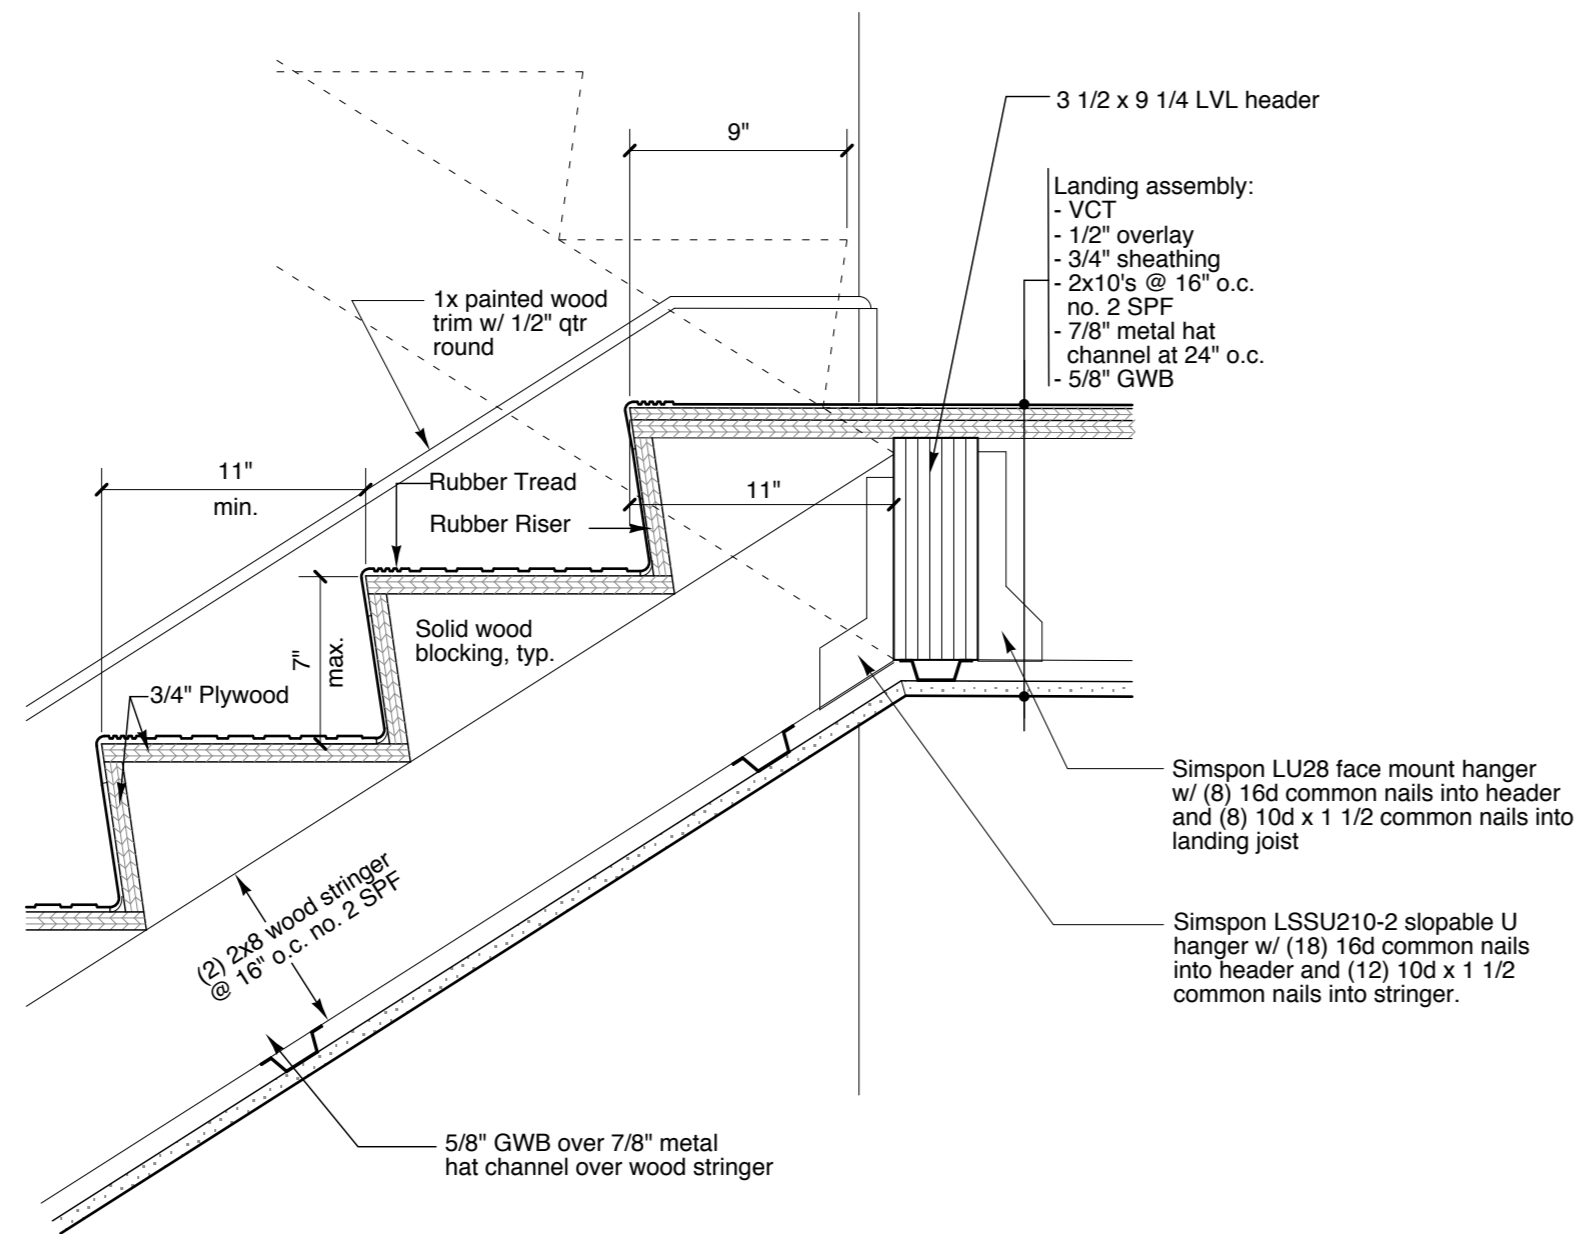 3 1/2 x 9 1/4 LVL header
9"
Landing assembly:
- VCT
- 1/2" overlay
- 3/4" sheathing
- 2x10's @ 16" o.c.
no. 2 SPF
- 7/8" metal hat
channel at 24" o.c.
- 5/8" GWB
1x painted wood
trim w/ 1/2" qtr
round
11"
min.
Rubber Tread
Rubber Riser
11"
7"
max.
Solid wood
blocking, typ.
3/4" Plywood
Simspon LU28 face mount hanger
w/ (8) 16d common nails into header
and (8) 10d x 1 1/2 common nails into
landing joist
(2) 2x8 wood stringer
@ 16" o.c. no. 2 SPF
Simspon LSSU210-2 slopable U
hanger w/ (18) 16d common nails
into header and (12) 10d x 1 1/2
common nails into stringer.
5/8" GWB over 7/8" metal
hat channel over wood stringer